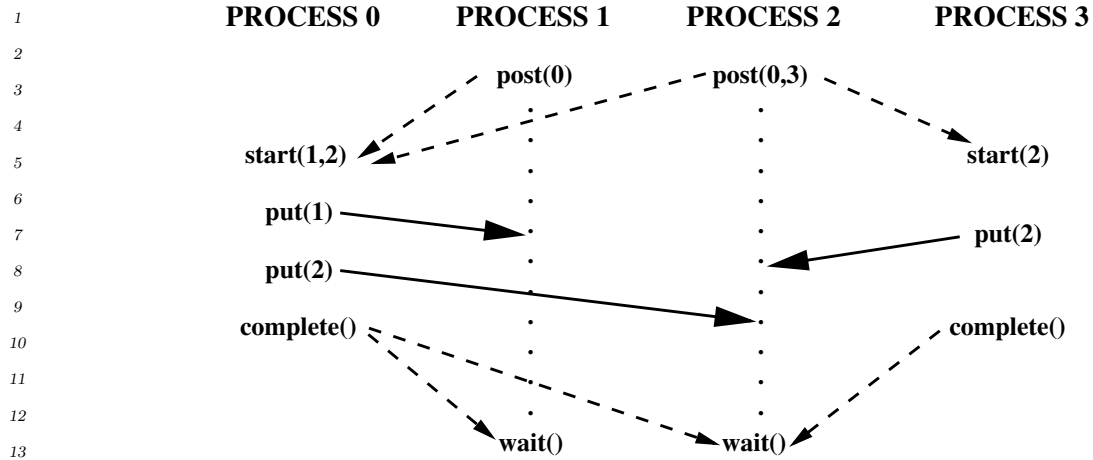 1 PROCESS 0 PROCESS 1 PROCESS 2 PROCESS 3
2
3 post(0) post(0,3)
4
5 start(1,2) start(2)
6 put(1)
7 put(2)
8 put(2)
9 complete() complete()
10
11
12
13 wait() wait()